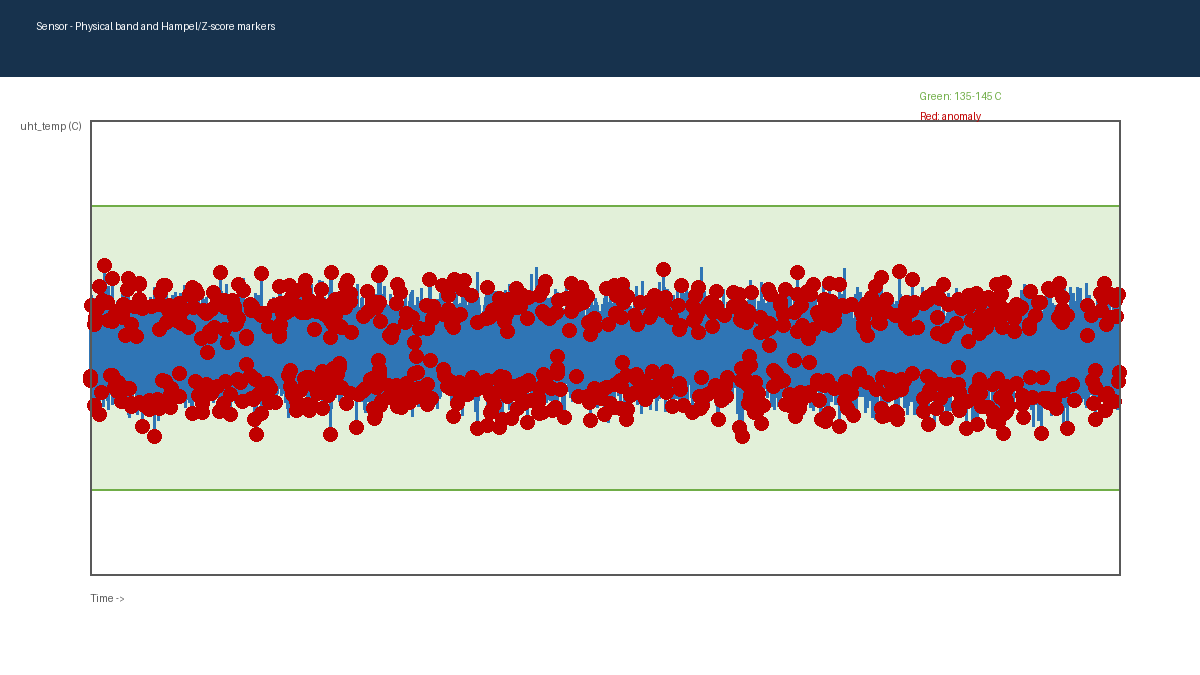 Sensor - Physical band and Hampel/Z-score markers
Green: 135-145 C
Red: anomaly
uht_temp (C)
Time ->